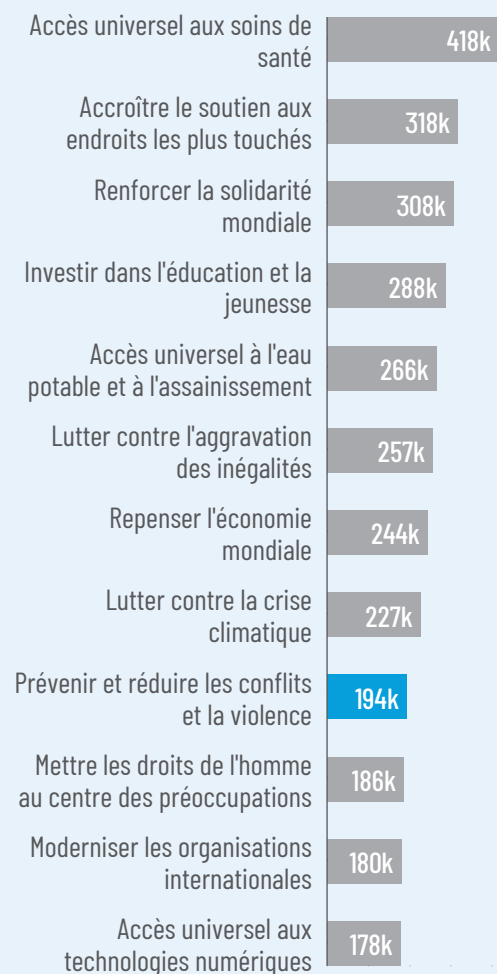 Accès universel aux soins de
santé
418k
Accroître le soutien aux
endroits les plus touchés
318k
Renforcer la solidarité
mondiale
308k
Investir dans l'éducation et la
jeunesse
288k
Accès universel à l'eau
potable et à l'assainissement
266k
Lutter contre l'aggravation
des inégalités
257k
Repenser l'économie
mondiale
244k
Lutter contre la crise
climatique
227k
Prévenir et réduire les conflits
et la violence
194k
Mettre les droits de l'homme
au centre des préoccupations
186k
Moderniser les organisations
internationales
180k
Accès universel aux
technologies numériques
178k